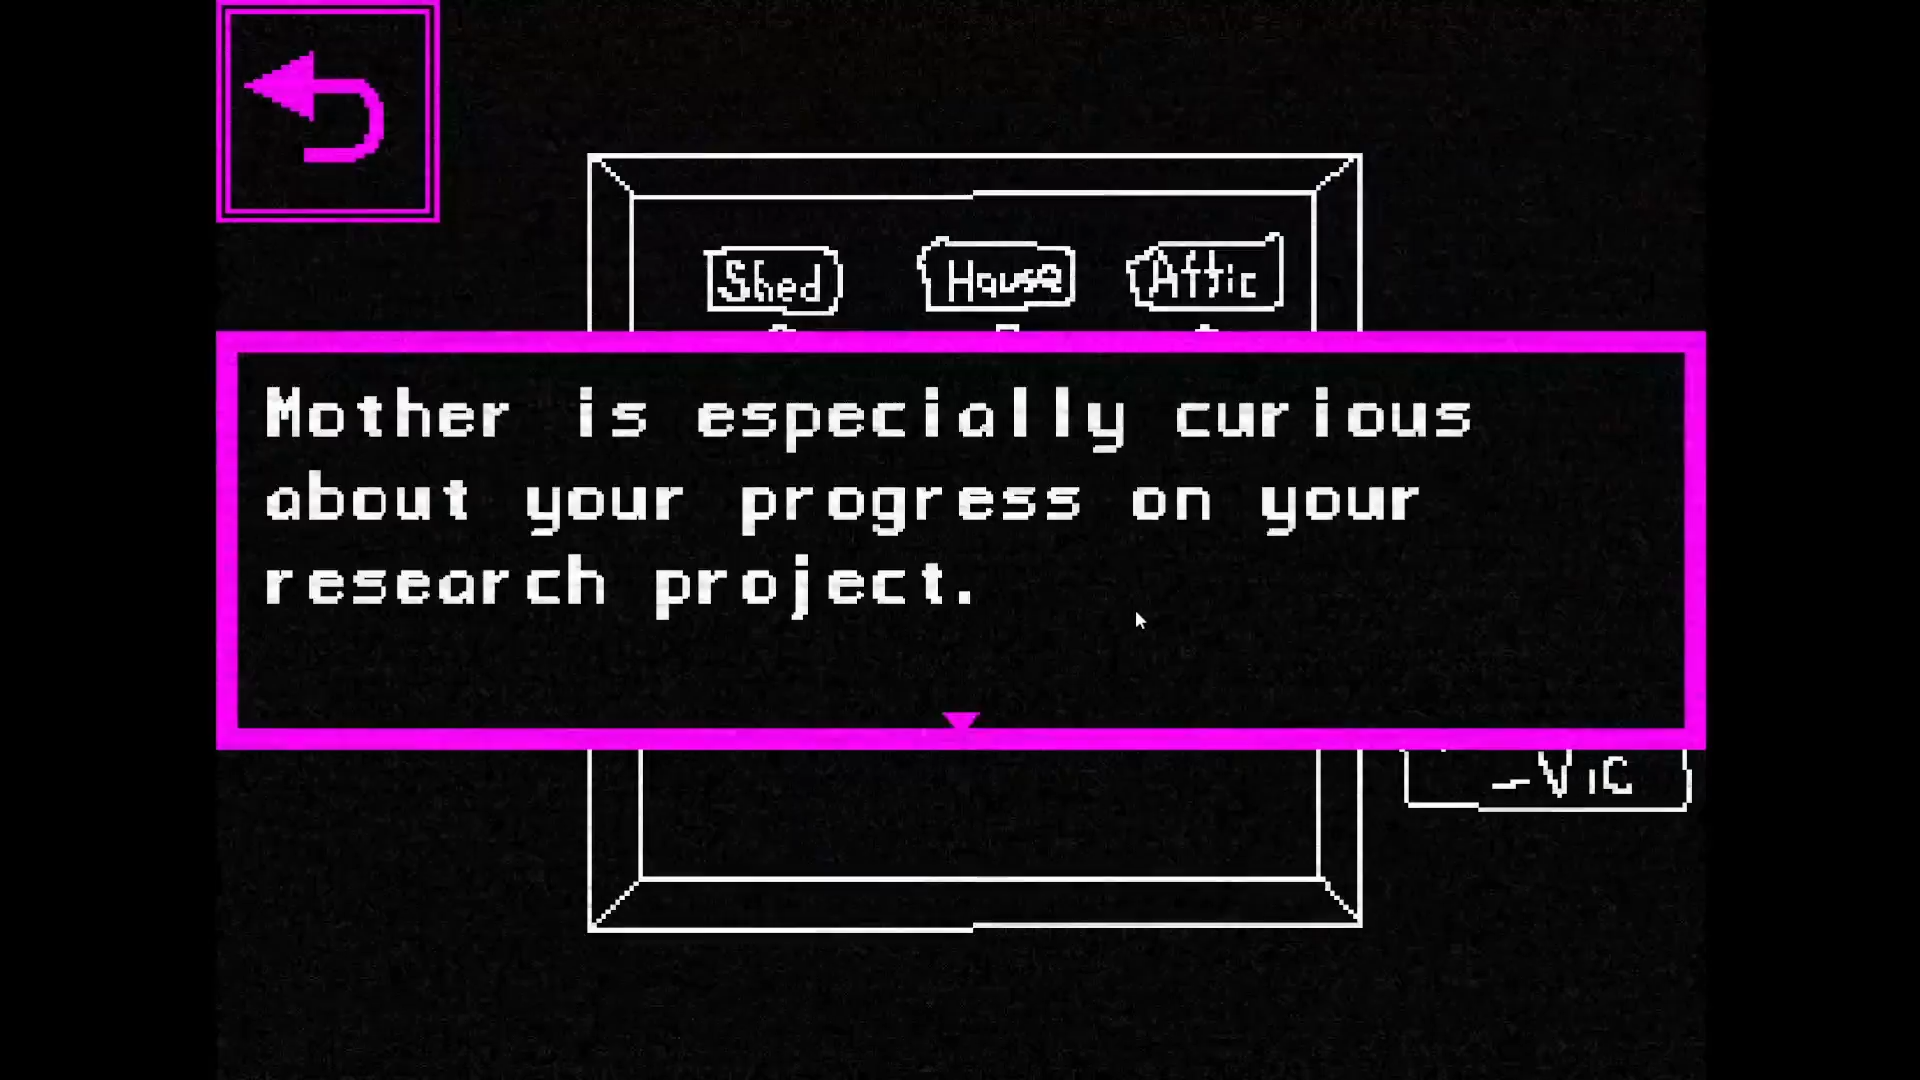 Shed House Attic
Mother is especially curious
about your progress on your
research project.
-Vic